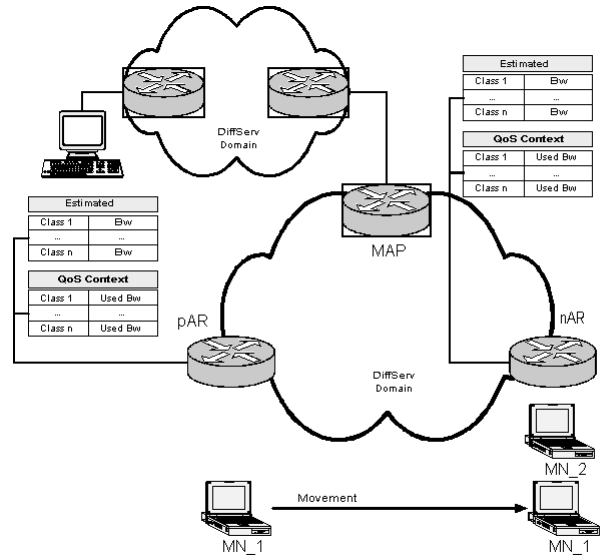 DiffServ
Domain
Estimated
Class 1 Bw
... ...
Class n Bw
QoS Context
Class 1 Used Bw
... ...
Class n Used Bw
Estimated
Class 1 Bw
... ...
Class n Bw
QoS Context
Class 1 Used Bw
... ...
Class n Used Bw
MAP
pAR
nAR
DiffServ
Domain
MN_2
Movement
MN_1
MN_1